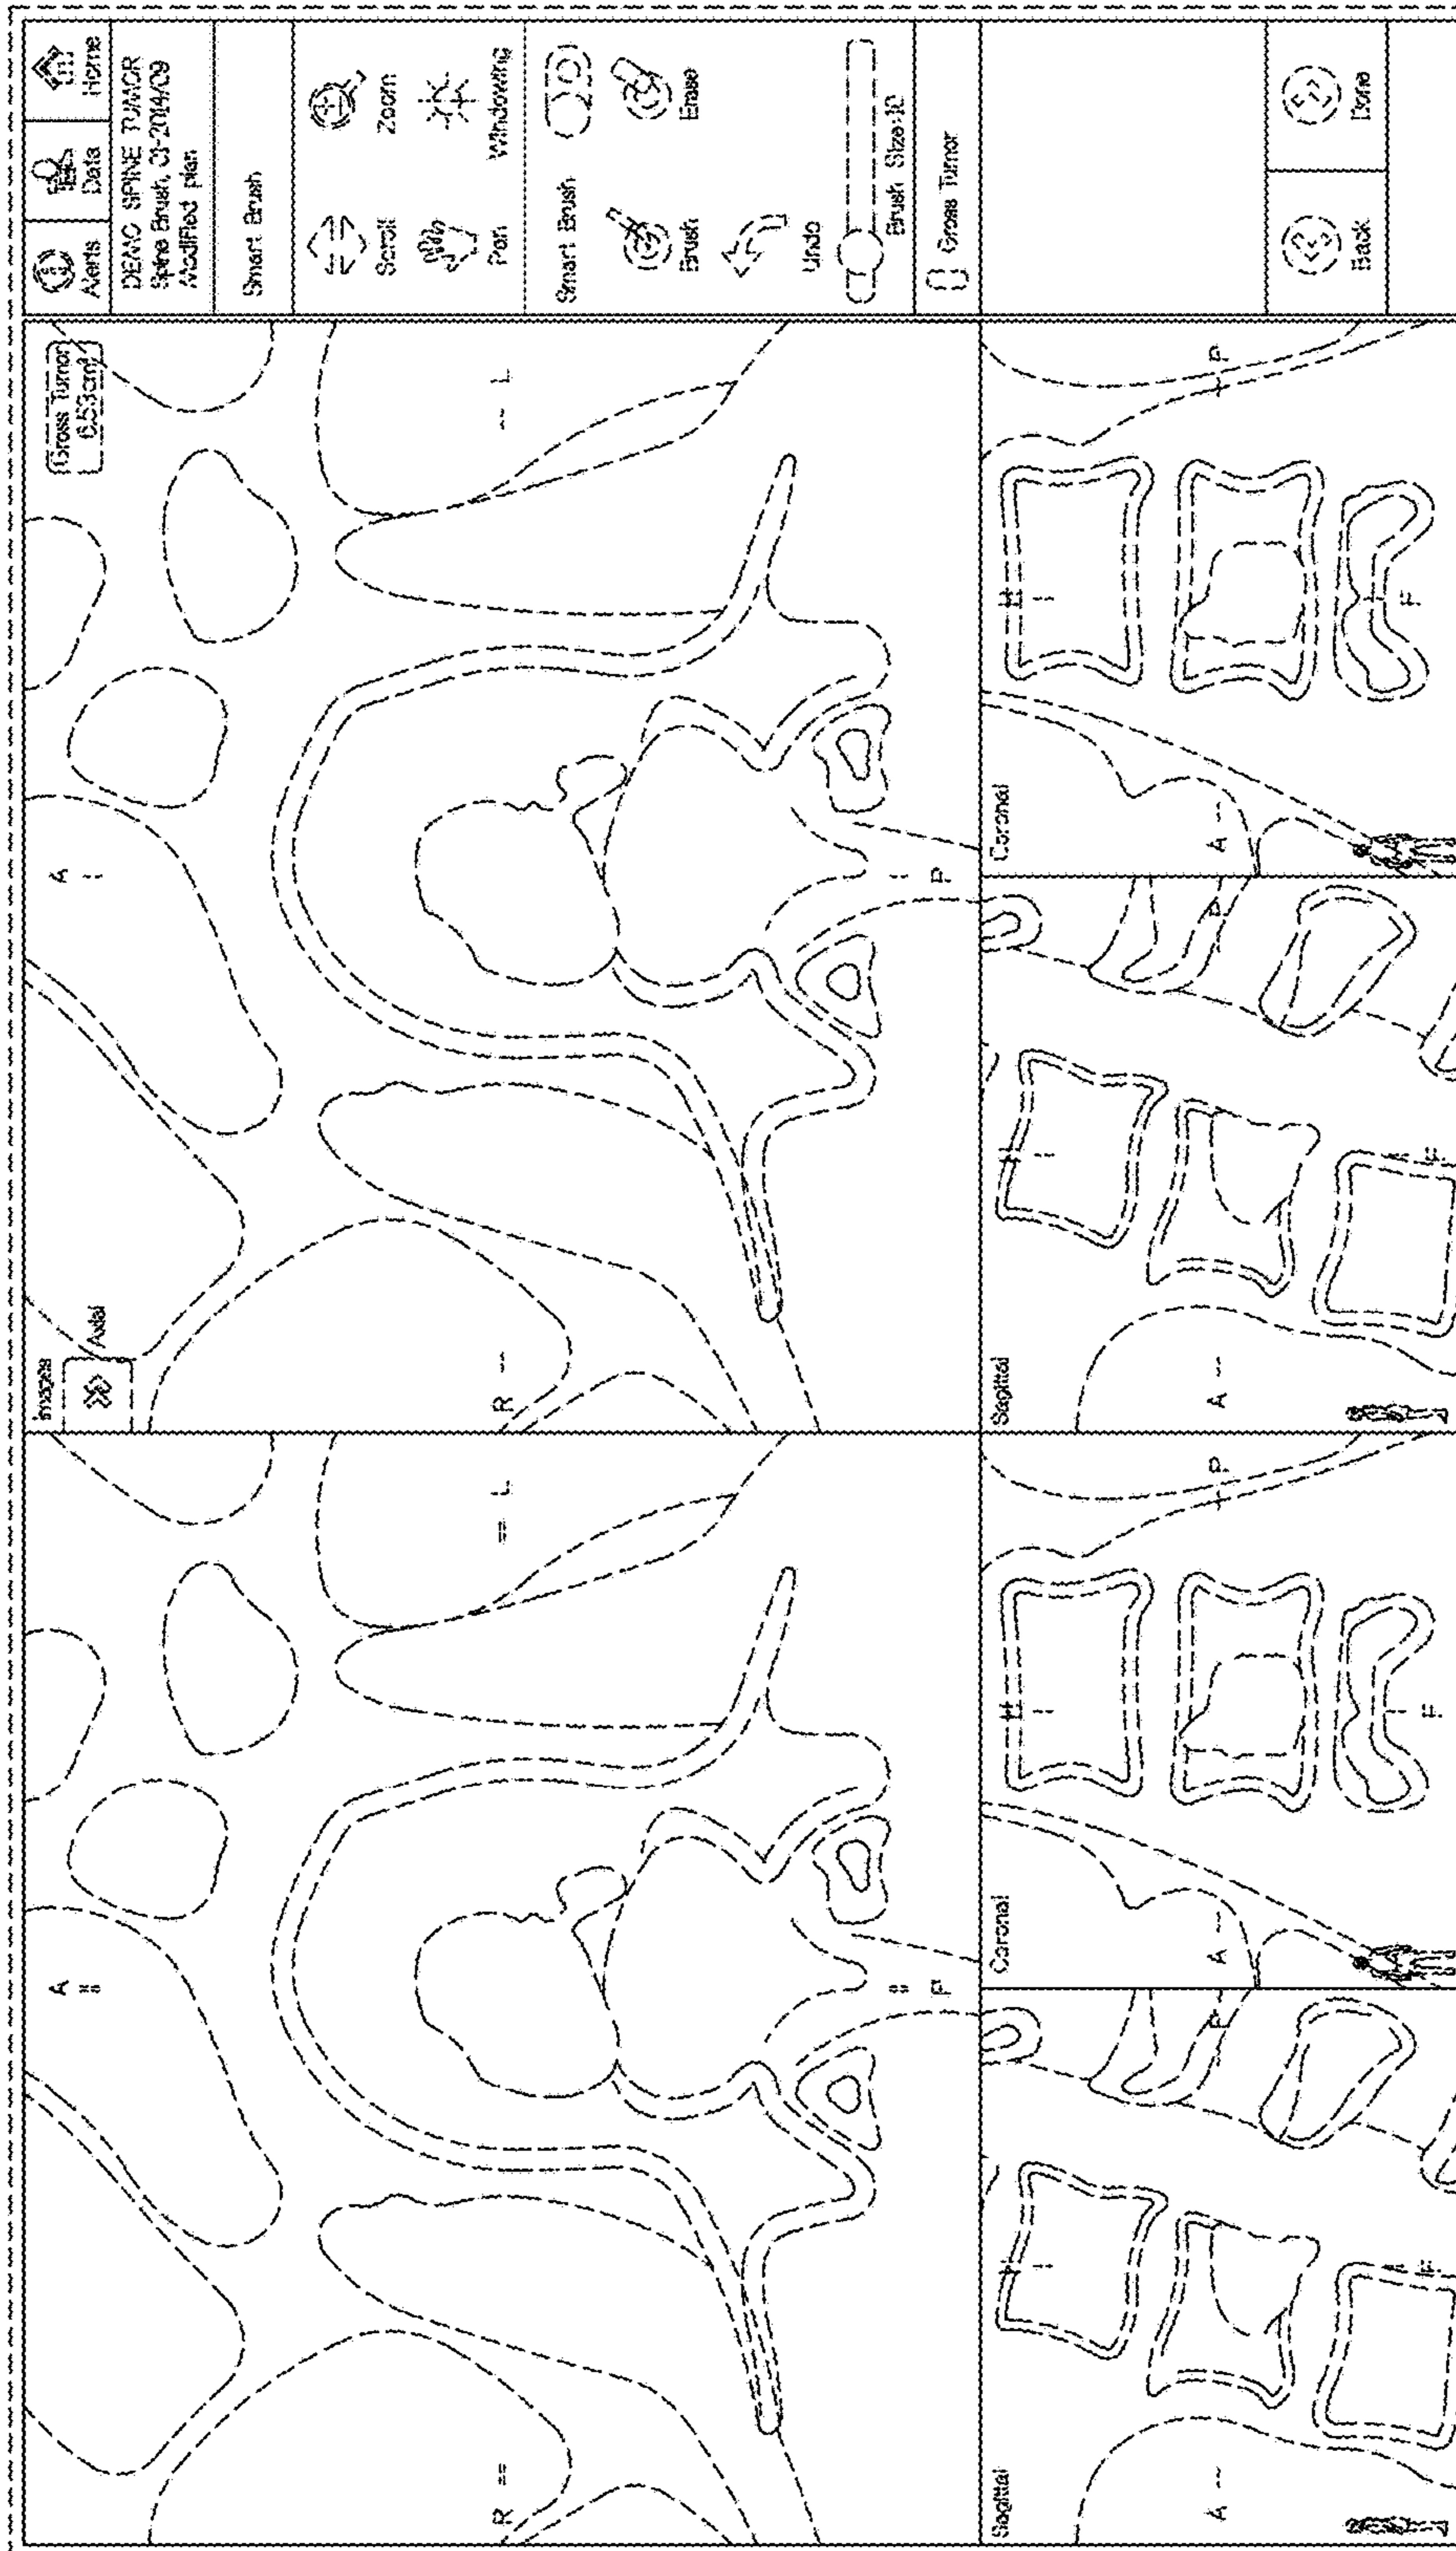 Images
Axial
A
A
Gross Tumor
6.53cm³
R
L
R
L
P
P
Sagittal
Coronal
Sagittal
Coronal
H
H
H
A
P
A
P
A
P
A
P
F
F
F
F
Alerts
Data
Home
DEMO SPINE TUMOR
Spine Brush, 01-2014/09
Modified plan
Smart Brush
Scroll
Zoom
Pan
Windowing
Smart Brush
Brush
Erase
Undo
Brush Size:10
Gross Tumor
Back
Done